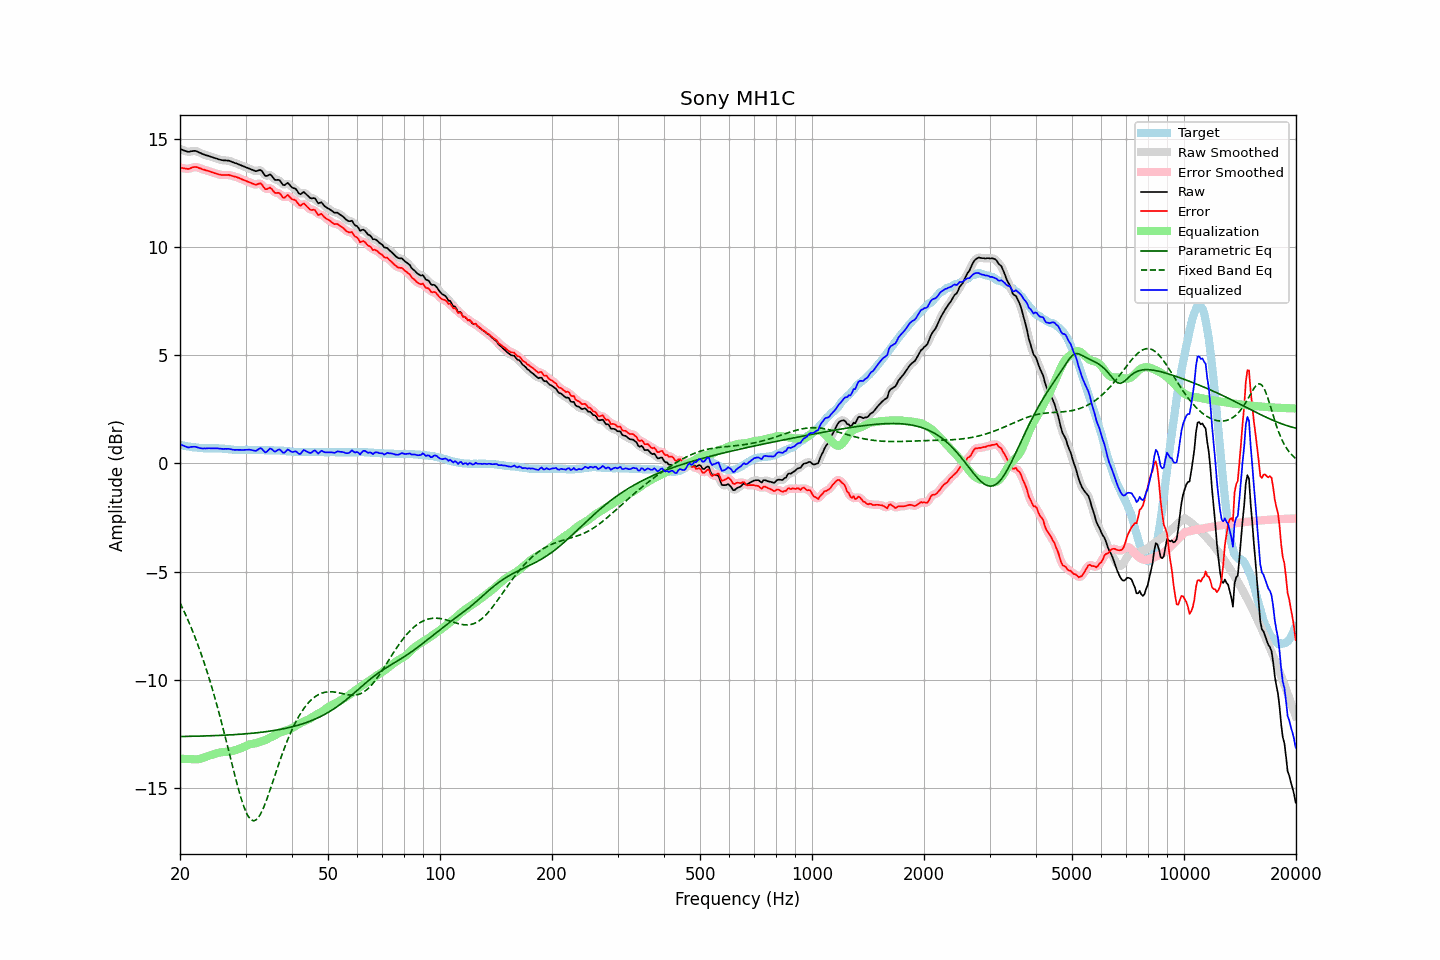 Sony MH1C
Amplitude (dBr)
15
10
5
0
−5
−10
−15
Target
Raw Smoothed
Error Smoothed
Raw
Error
Equalization
Parametric Eq
Fixed Band Eq
Equalized
20
50
100
200
500
1000
2000
5000
10000
20000
Frequency (Hz)